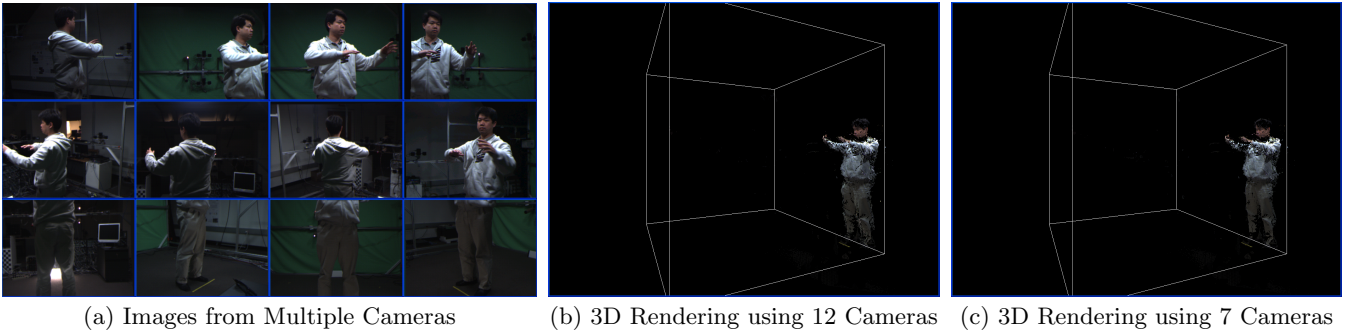 (a) Images from Multiple Cameras
(b) 3D Rendering using 12 Cameras
(c) 3D Rendering using 7 Cameras